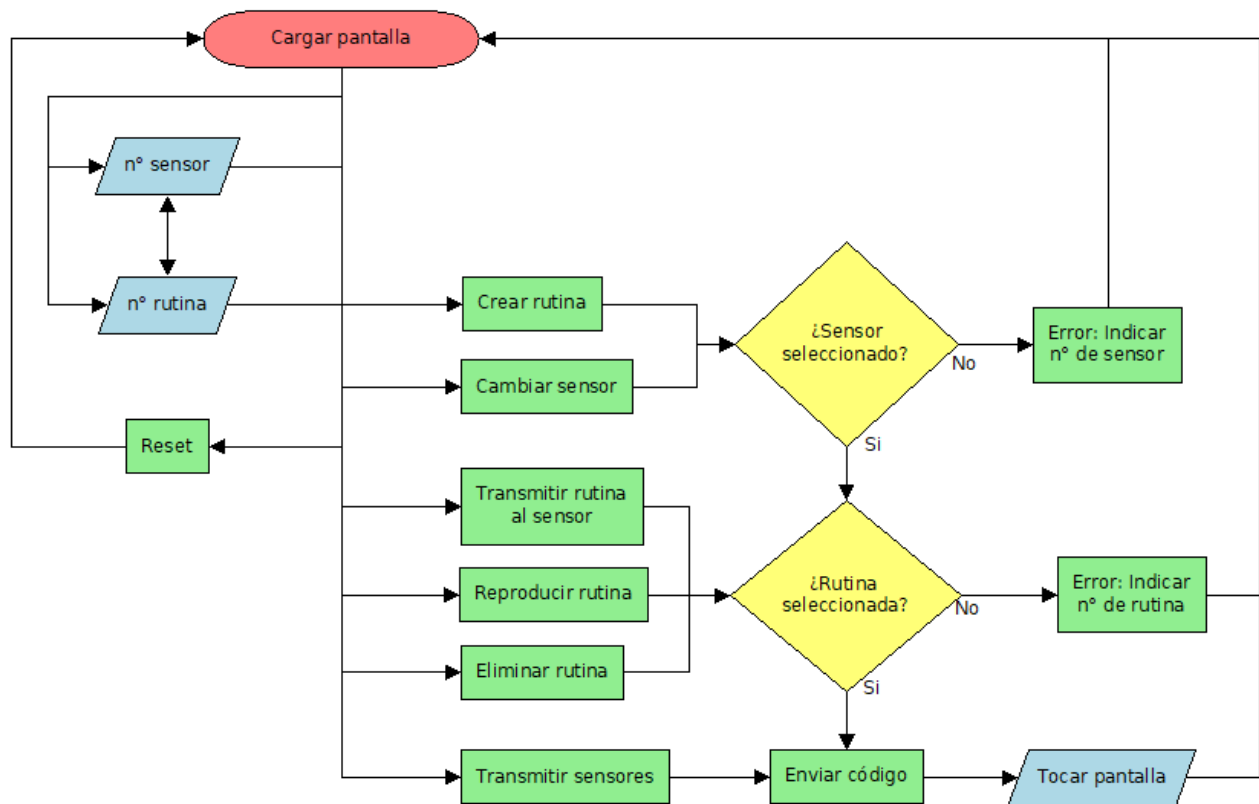 Cargar pantalla
n° sensor
n° rutina
Crear rutina
¿Sensor
seleccionado?
No
Error: Indicar
n° de sensor
Cambiar sensor
Reset
Si
Transmitir rutina
al sensor
Reproducir rutina
¿Rutina
seleccionada?
No
Error: Indicar
n° de rutina
Eliminar rutina
Si
Transmitir sensores
Enviar código
Tocar pantalla